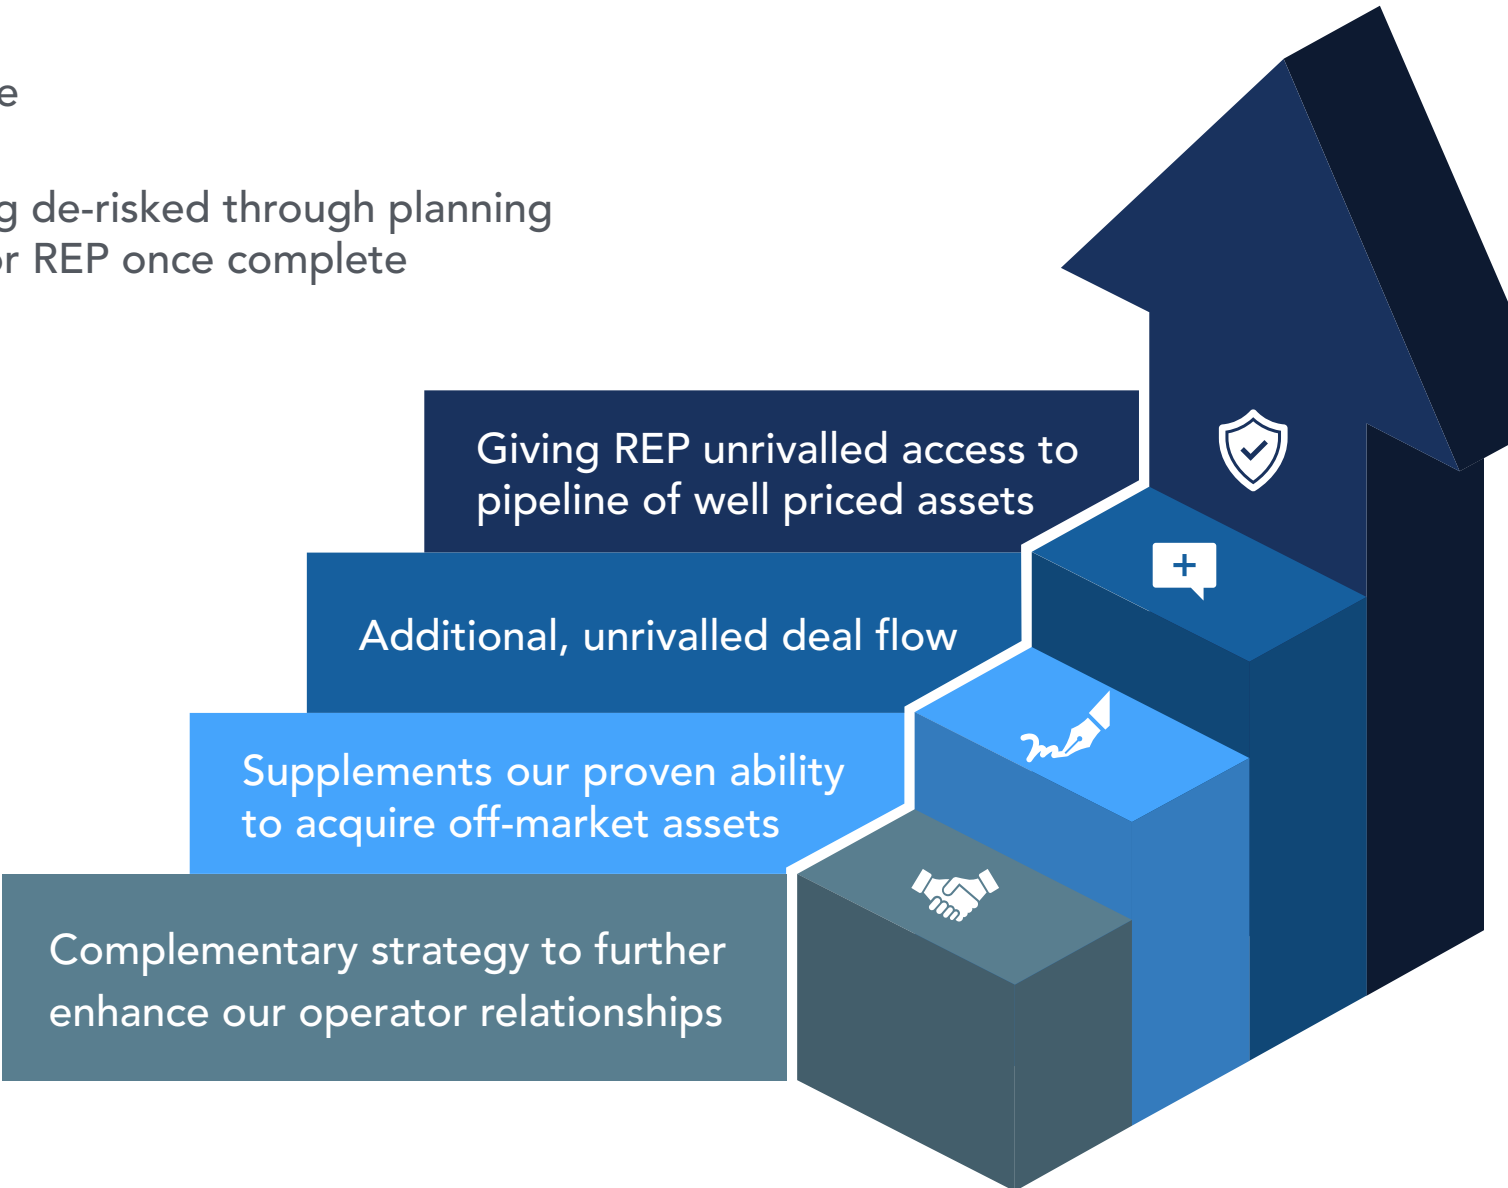 e
g de-risked through planning
or REP once complete
Giving REP unrivalled access to
pipeline of well priced assets
Additional, unrivalled deal flow
Supplements our proven ability
to acquire off-market assets
Complementary strategy to further
enhance our operator relationships